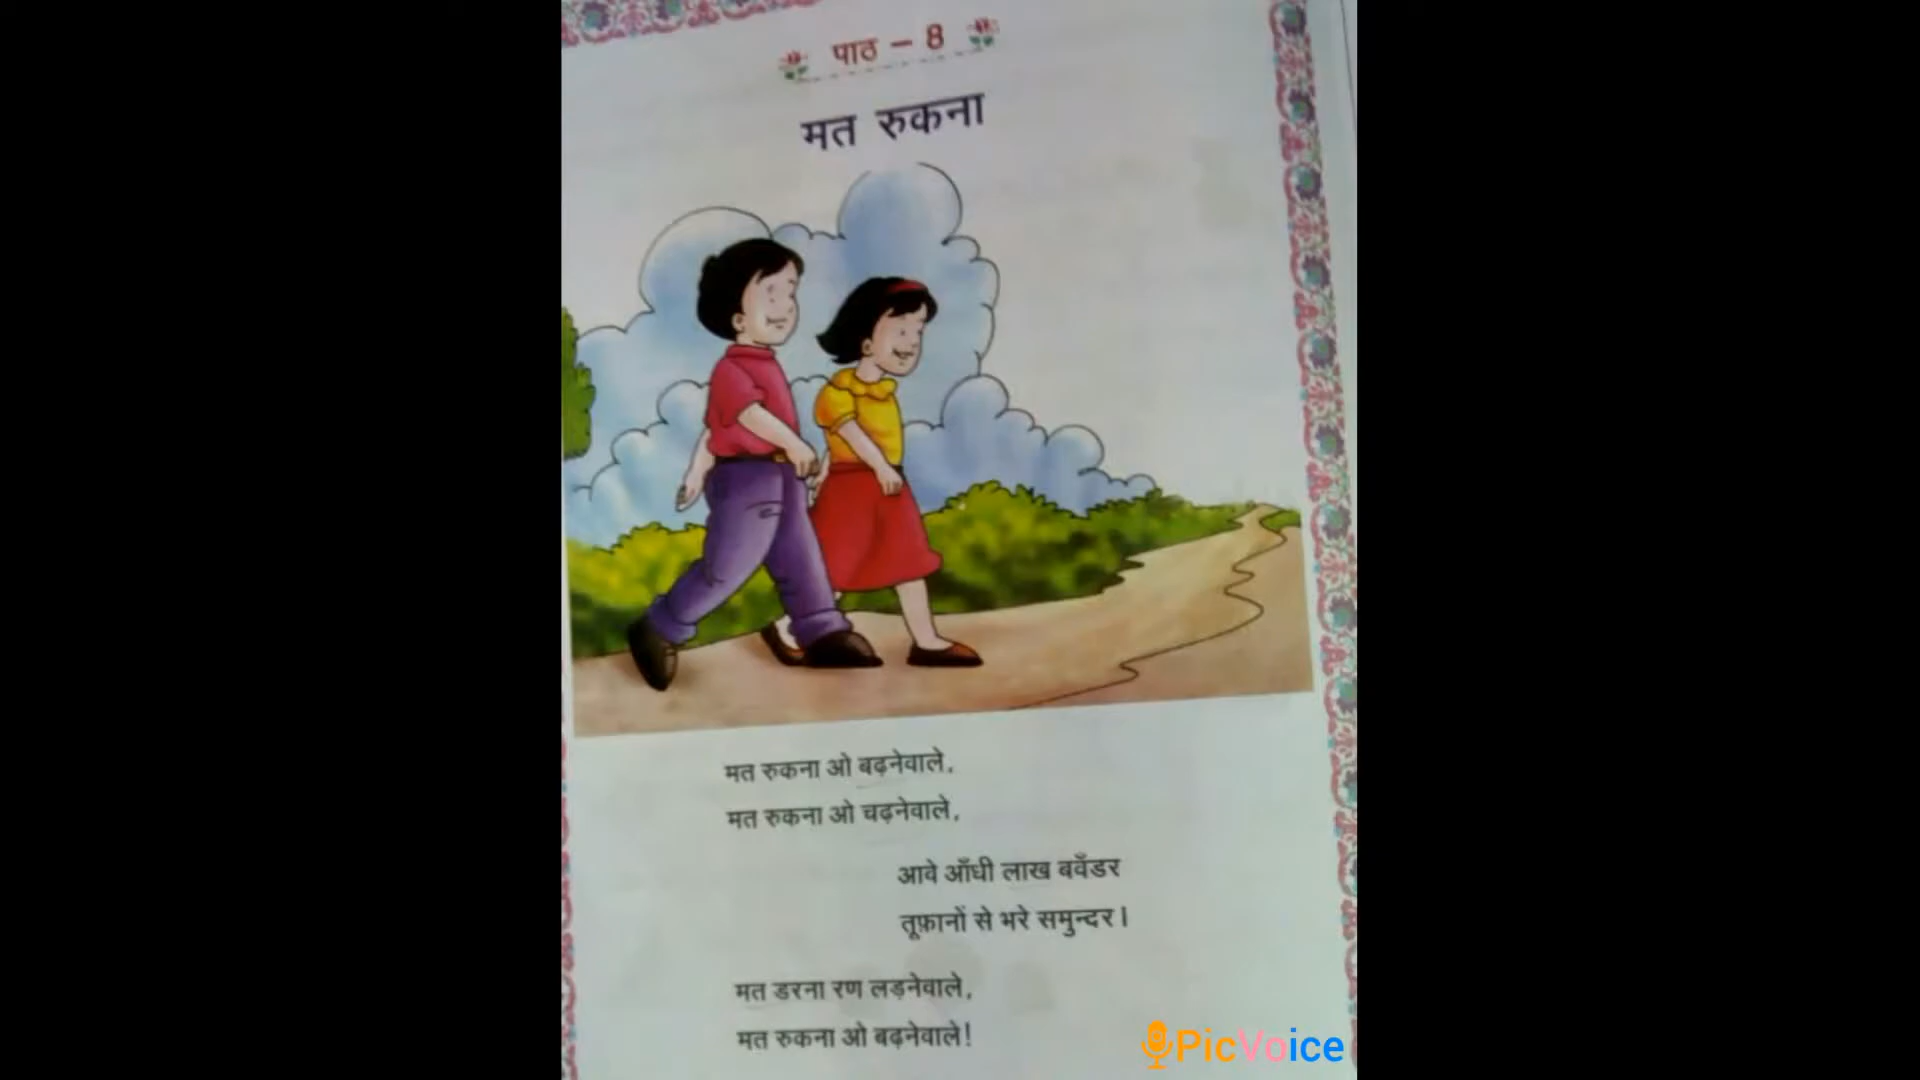 पाठ – 8
मत रुकना
मत रुकना ओ बढ़नेवाले,
मत रुकना ओ चढ़नेवाले,
आवे आँधी लाख बवँडर
तूफ़ानों से भरे समुन्दर।
मत डरना रण लड़नेवाले,
मत रुकना ओ बढ़नेवाले!
PicVoice